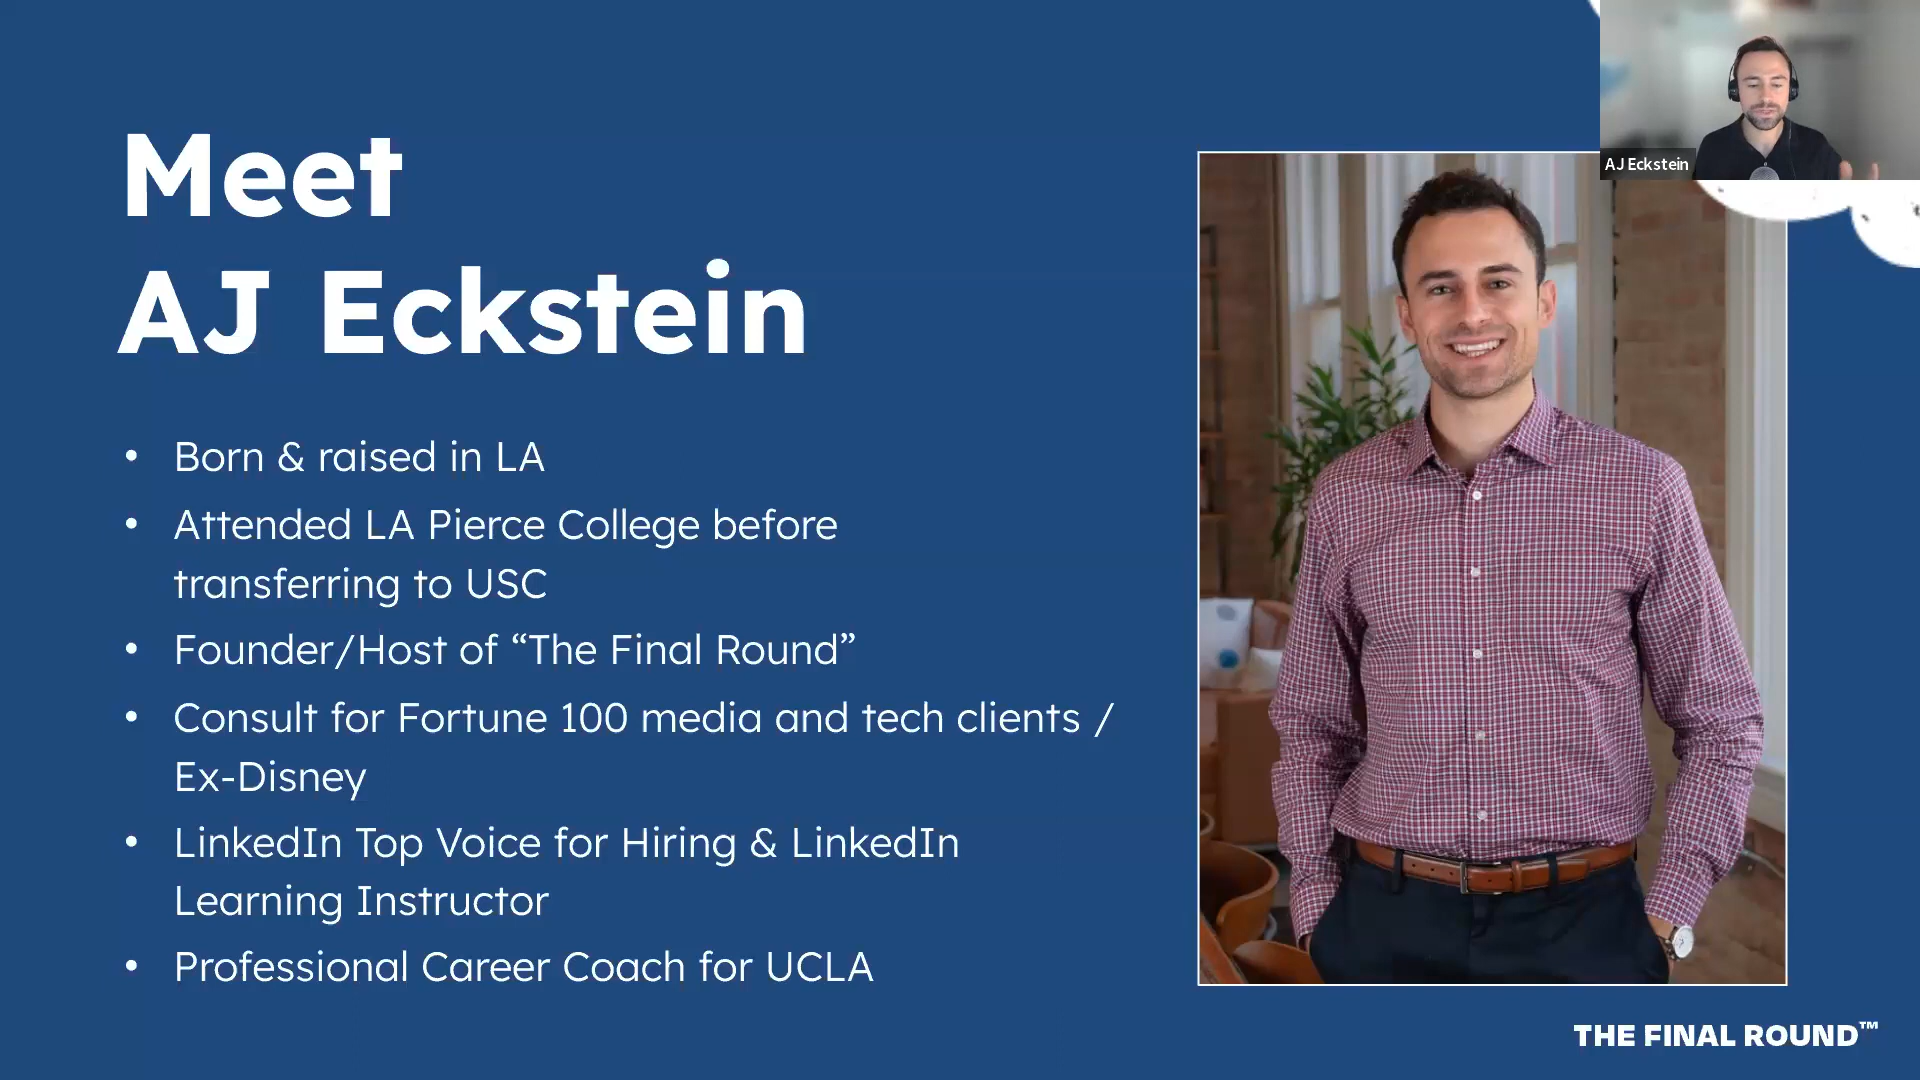 AJ Eckstein
Meet
AJ Eckstein
• Born & raised in LA
• Attended LA Pierce College before
transferring to USC
• Founder/Host of “The Final Round”
• Consult for Fortune 100 media and tech clients /
Ex-Disney
• LinkedIn Top Voice for Hiring & LinkedIn
Learning Instructor
• Professional Career Coach for UCLA
THE FINAL ROUND™